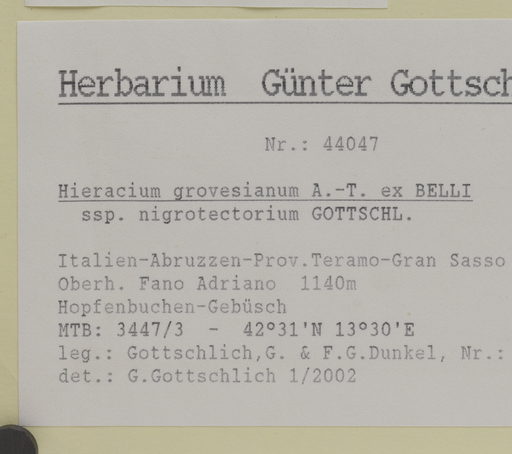 Herbarium Günter Gottsch
Nr.: 44047
Hieracium grovesianum A.-T. ex BELLI
ssp. nigrotectorium GOTTSCHL.
Italien-Abruzzen-Prov.Teramo-Gran Sasso
Oberh. Fano Adriano 1140m
Hopfenbuchen-Gebüsch
MTB: 3447/3 - 42°31'N 13°30'E
leg.: Gottschlich,G. & F.G.Dunkel, Nr.:
det.: G.Gottschlich 1/2002